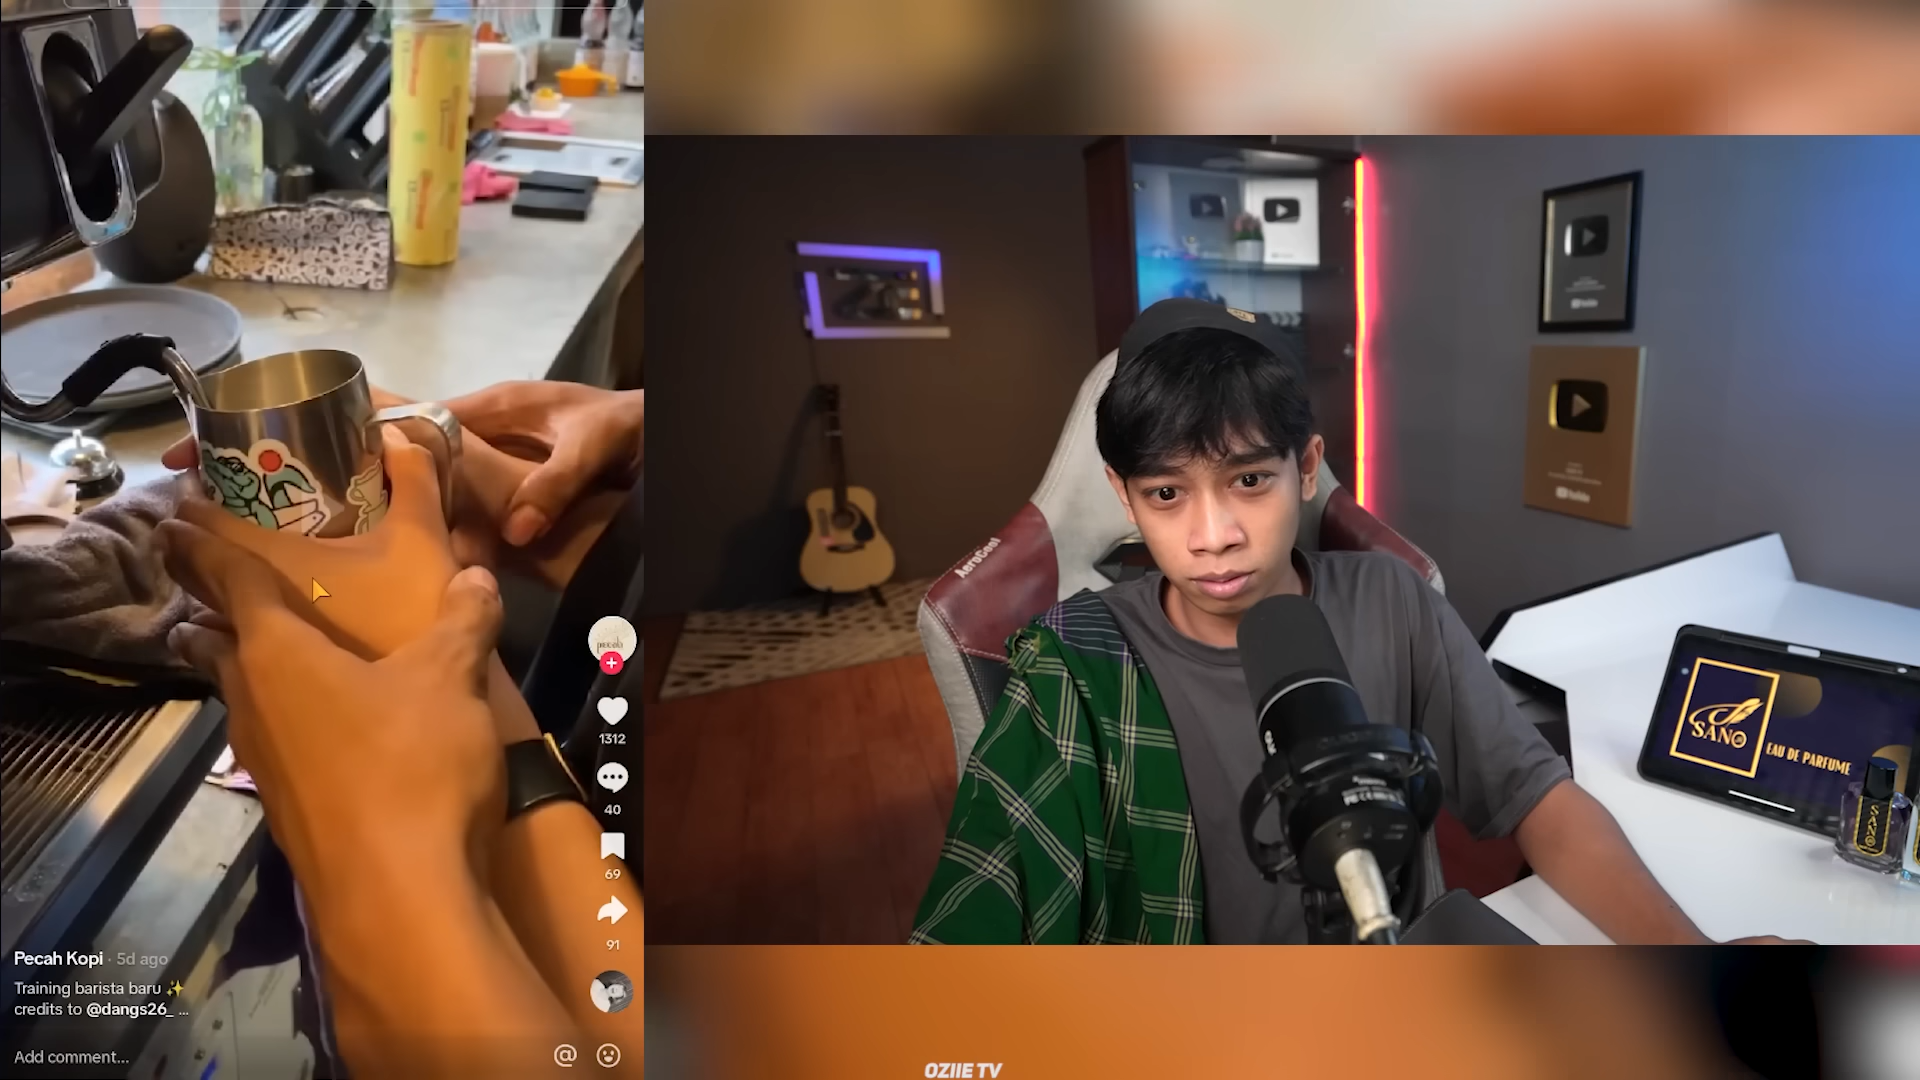 1312
40
69
91
Pecah Kopi · 5d ago
Training barista baru ✨
credits to @dangs26_ ...
Add comment...
AeroCool
SANO
EAU DE PARFUME
SANO
OZIIE TV